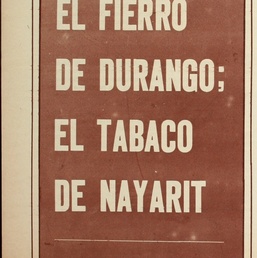 EL FIERRO
DE DURANGO;
EL TABACO
DE NAYARIT